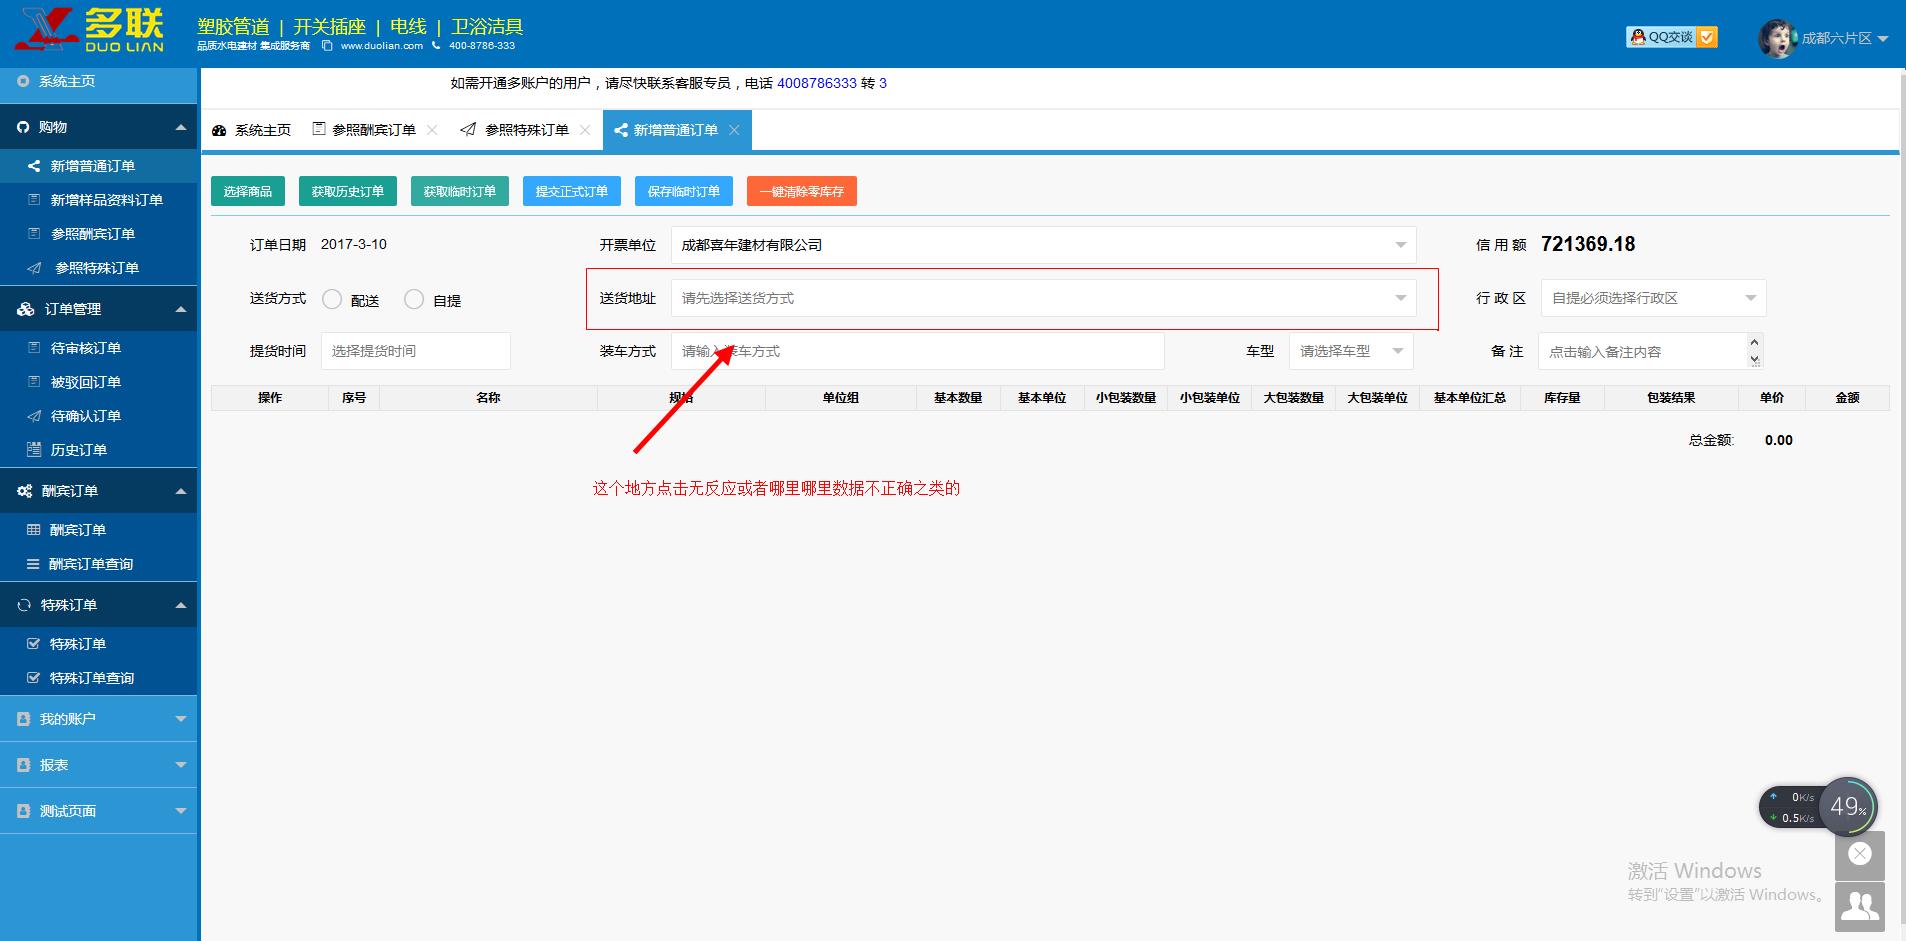 多联
DUO LIAN
塑胶管道 | 开关插座 | 电线 | 卫浴洁具
品质水电建材 集成服务商 www.duolian.com 400-8786-333
QQ交谈
成都六片区
如需开通多账户的用户，请尽快联系客服专员，电话 4008786333 转 3
系统主页
购物
新增普通订单
新增样品资料订单
参照酬宾订单
参照特殊订单
订单管理
待审核订单
被驳回订单
待确认订单
历史订单
酬宾订单
酬宾订单
酬宾订单查询
特殊订单
特殊订单
特殊订单查询
我的账户
报表
测试页面
系统主页 参照酬宾订单 参照特殊订单 新增普通订单
选择商品 获取历史订单 获取临时订单 提交正式订单 保存临时订单 一键清除零库存
订单日期 2017-3-10 开票单位 成都喜年建材有限公司 信用额 721369.18
送货方式 配送 自提 送货地址 请先选择送货方式 行政区 自提必须选择行政区
提货时间 选择提货时间 装车方式 请输入装车方式 车型 请选择车型 备注 点击输入备注内容
操作 序号 名称 规格 单位组 基本数量 基本单位 小包装数量 小包装单位 大包装数量 大包装单位 基本单位汇总 库存量 包装结果 单价 金额
总金额: 0.00
这个地方点击无反应或者哪里哪里数据不正确之类的
0K/s
0.5K/s
49%
激活 Windows
转到“设置”以激活 Windows。